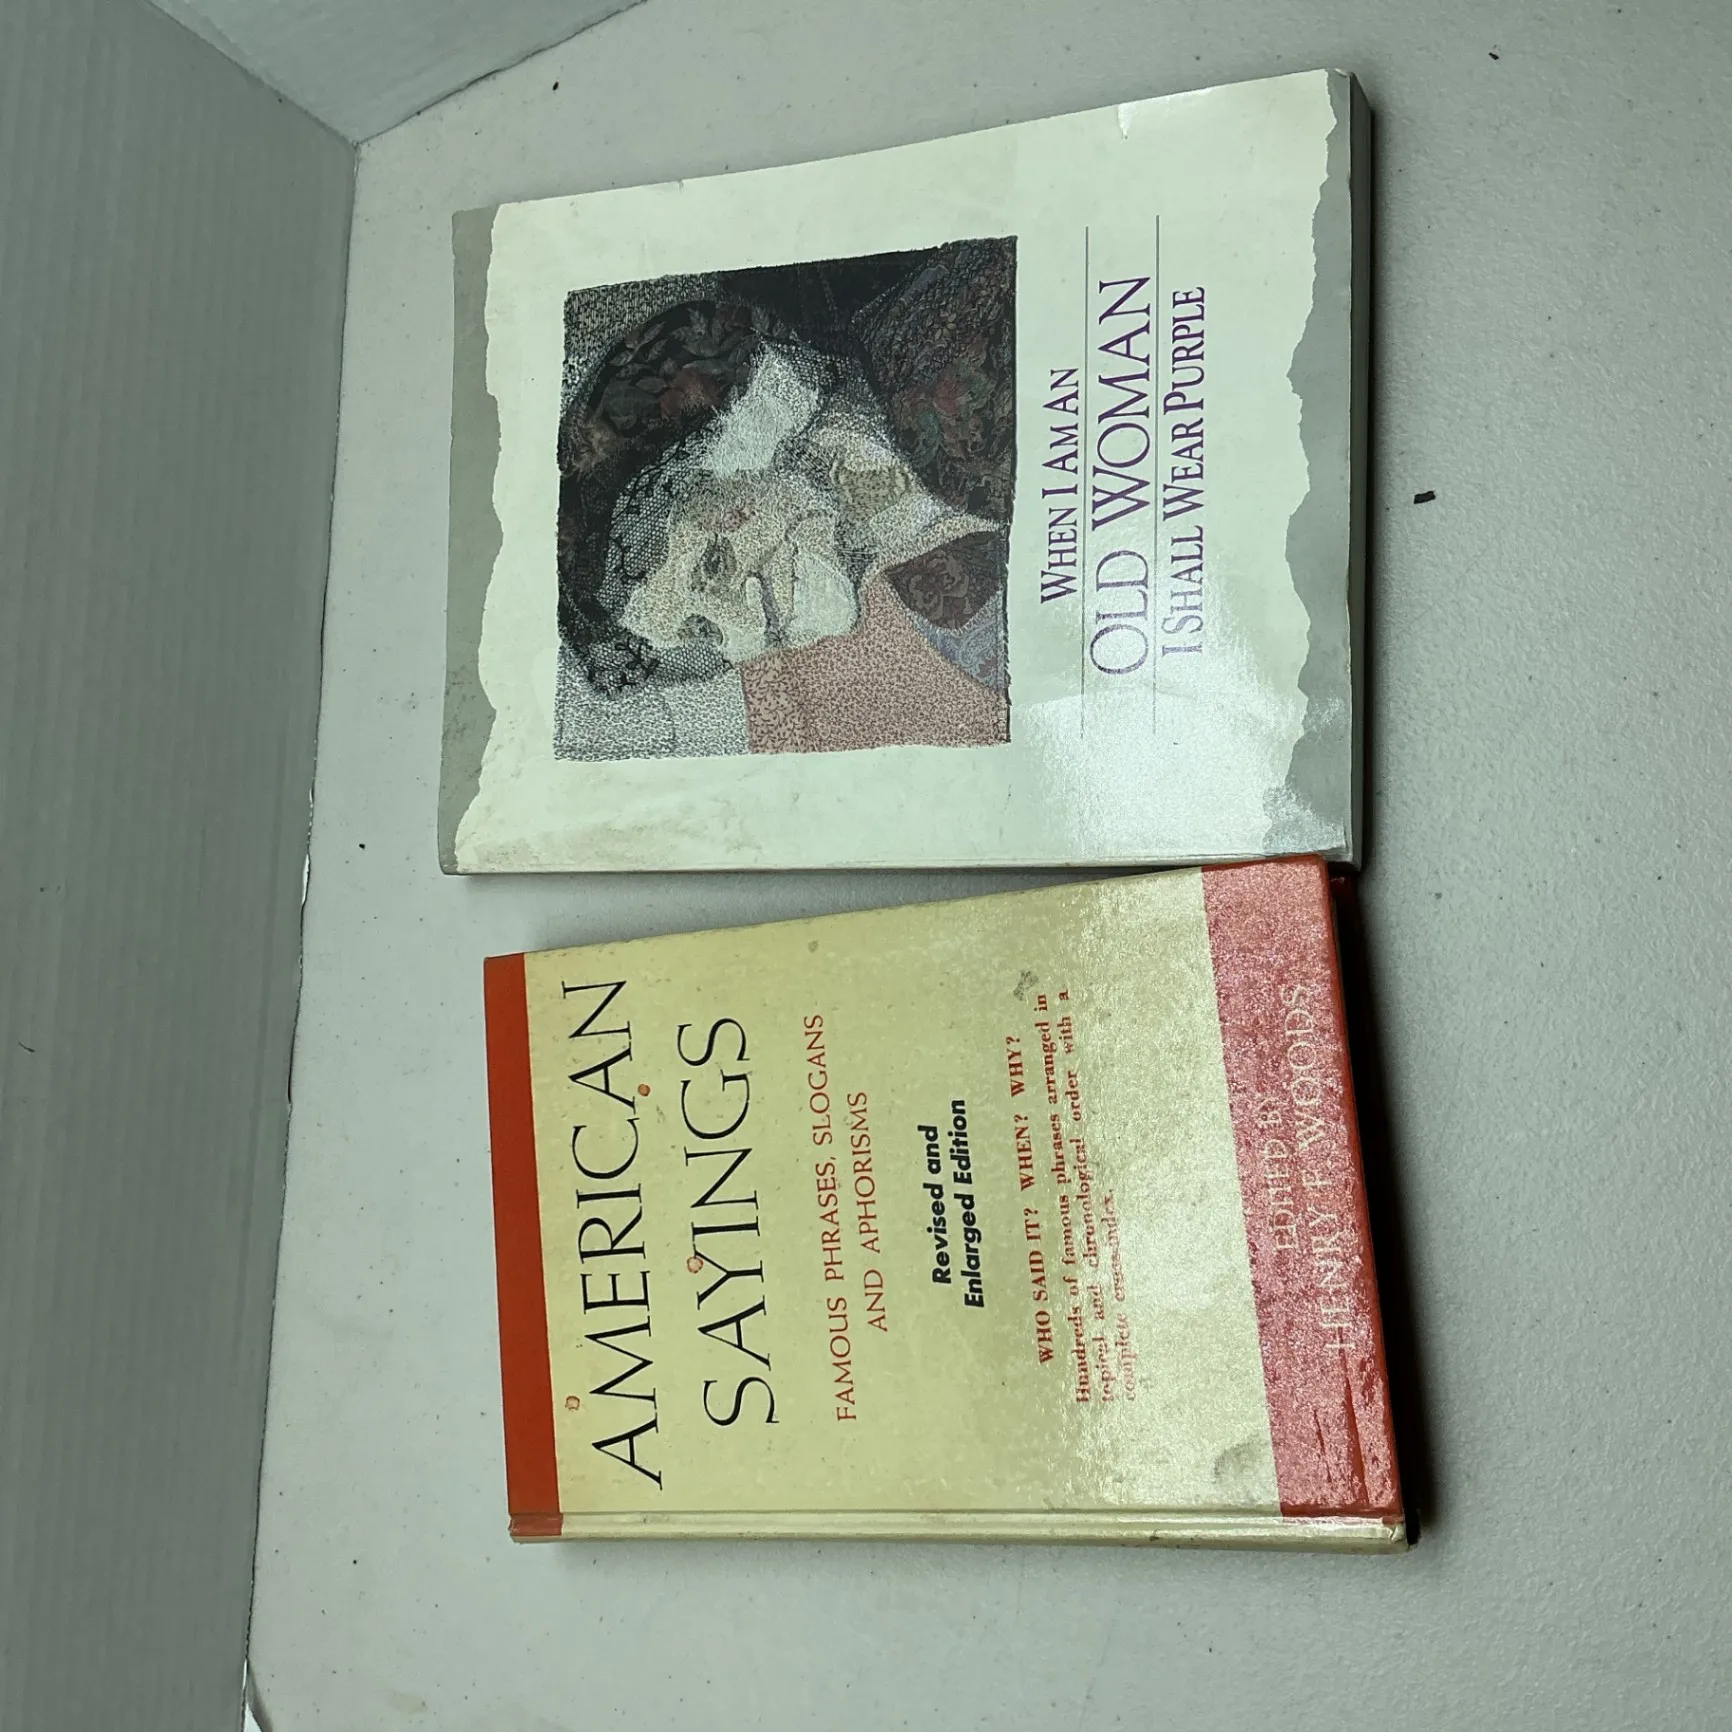 AMERICAN
SAYINGS
FAMOUS PHRASES, SLOGANS
AND APHORISMS
Revised and
Enlarged Edition
WHO SAID IT? WHEN? WHY?
Hundreds of famous phrases arranged in
topical and chronological order with a
complete cross-index.
EDITED BY
HENRY F. WOODS
WHEN I AM AN
OLD WOMAN
I SHALL WEAR PURPLE